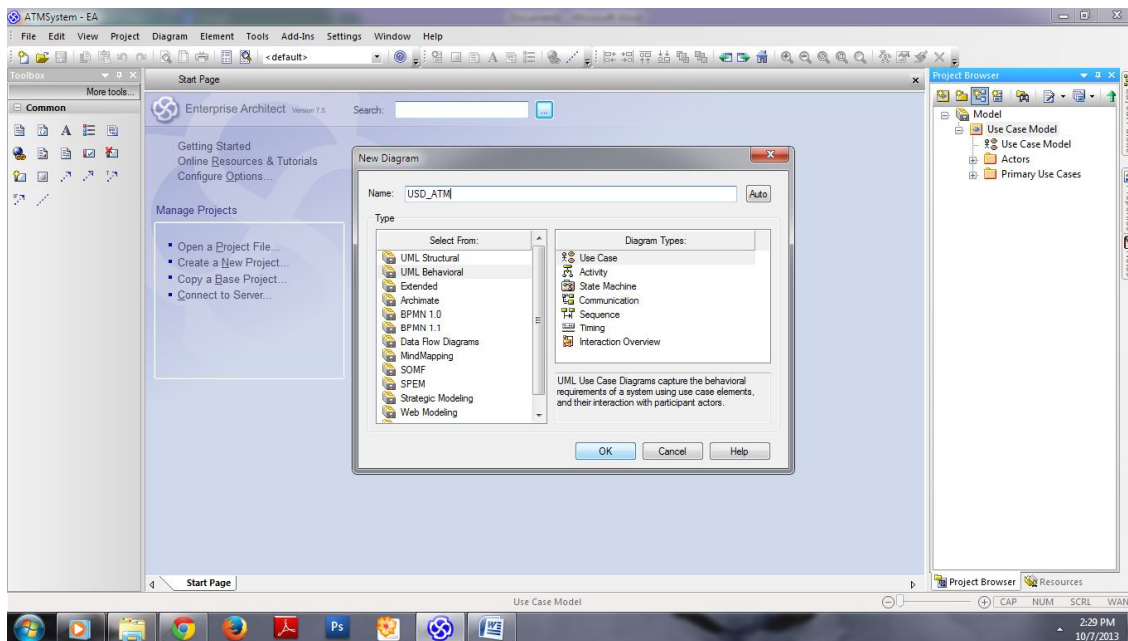 ATMSystem - EA
File Edit View Project Diagram Element Tools Add-Ins Settings Window Help
<default>
Toolbox
More tools...
Common
Start Page
Enterprise Architect Version 7.5
Search:
Getting Started
Online Resources & Tutorials
Configure Options...
Manage Projects
Open a Project File...
Create a New Project...
Copy a Base Project...
Connect to Server...
New Diagram
Name: USD_ATM
Auto
Type
Select From:
UML Structural
UML Behavioral
Extended
Archimate
BPMN 1.0
BPMN 1.1
Data Flow Diagrams
MindMapping
SOMF
SPEM
Strategic Modeling
Web Modeling
Diagram Types:
Use Case
Activity
State Machine
Communication
Sequence
Timing
Interaction Overview
UML Use Case Diagrams capture the behavioral
requirements of a system using use case elements,
and their interaction with participant actors.
OK Cancel Help
Project Browser
Model
Use Case Model
Use Case Model
Actors
Primary Use Cases
Start Page
Project Browser Resources
Use Case Model
CAP NUM SCRL WAN
Ps
2:29 PM
10/7/2013